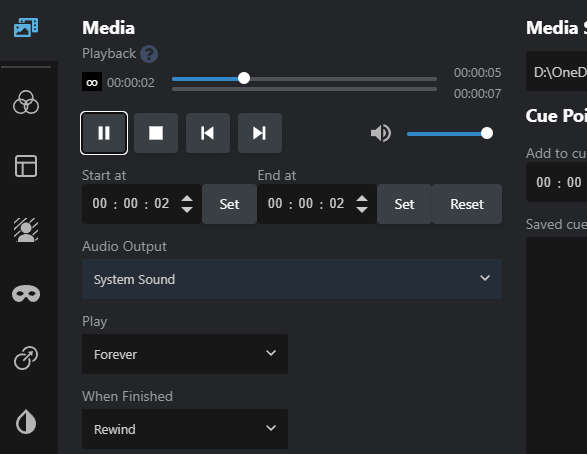 Media
Playback ?
∞ 00:00:02
00:00:05
00:00:07
Start at
End at
00 : 00 : 02
Set
00 : 00 : 02
Set
Reset
Audio Output
System Sound
Play
Forever
When Finished
Rewind
Media S
D:\OneD
Cue Poi
Add to cu
00 : 00
Saved cue